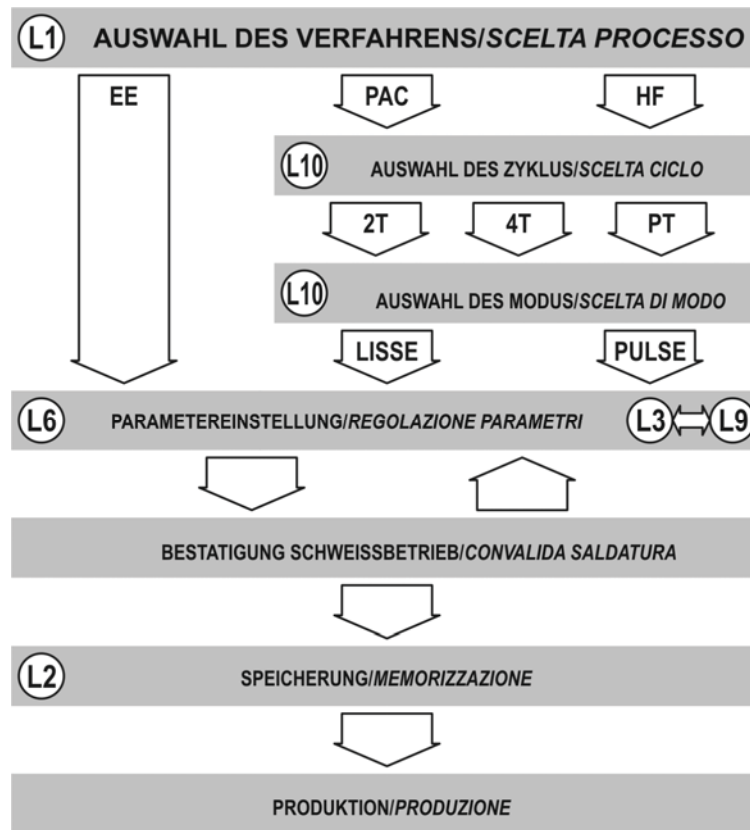 L1 AUSWAHL DES VERFAHRENS/SCELTA PROCESSO
EE PAC HF
L10 AUSWAHL DES ZYKLUS/SCELTA CICLO
2T 4T PT
L10 AUSWAHL DES MODUS/SCELTA DI MODO
LISSE PULSE
L6 PARAMETEREINSTELLUNG/REGOLAZIONE PARAMETRI L3 L9
BESTATIGUNG SCHWEISSBETRIEB/CONVALIDA SALDATURA
L2 SPEICHERUNG/MEMORIZZAZIONE
PRODUKTION/PRODUZIONE